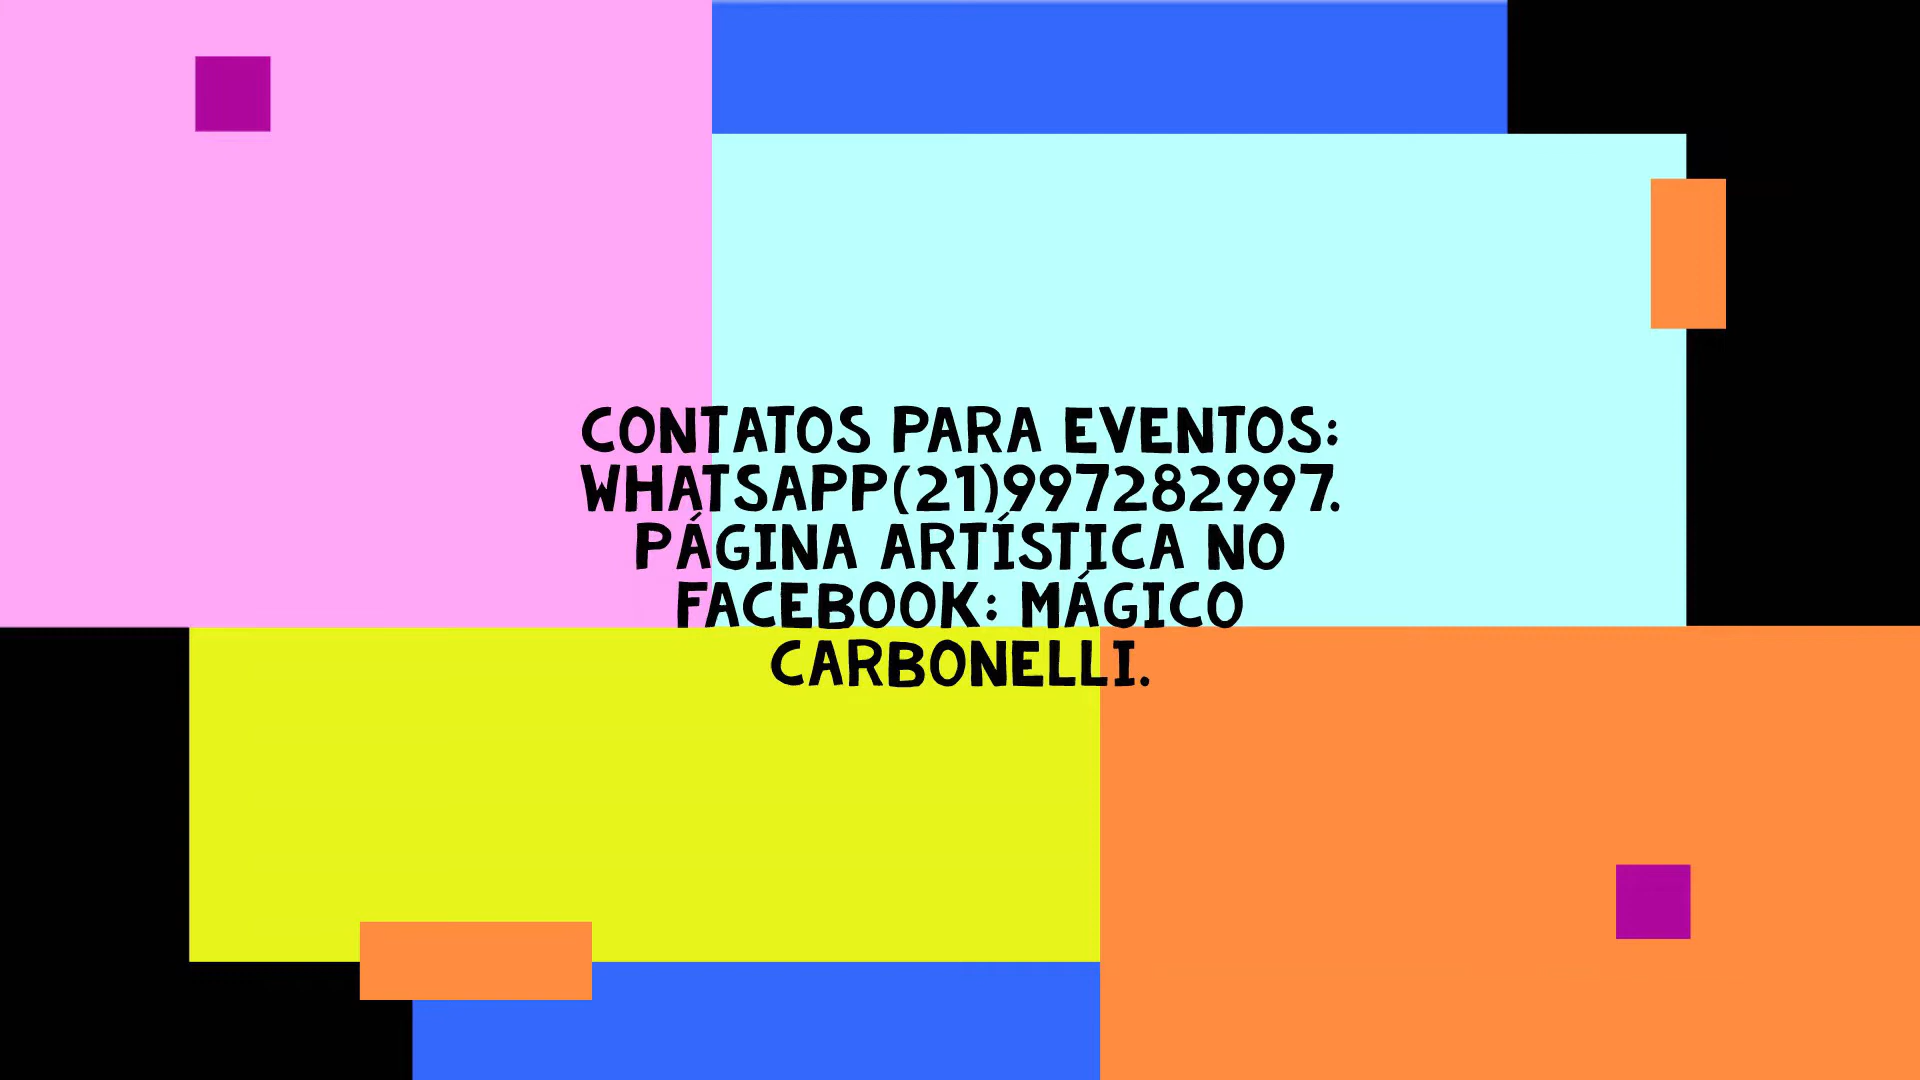 CONTATOS PARA EVENTOS:
WHATSAPP(21)997282997.
PÁGINA ARTÍSTICA NO
FACEBOOK: MÁGICO
CARBONELLI.